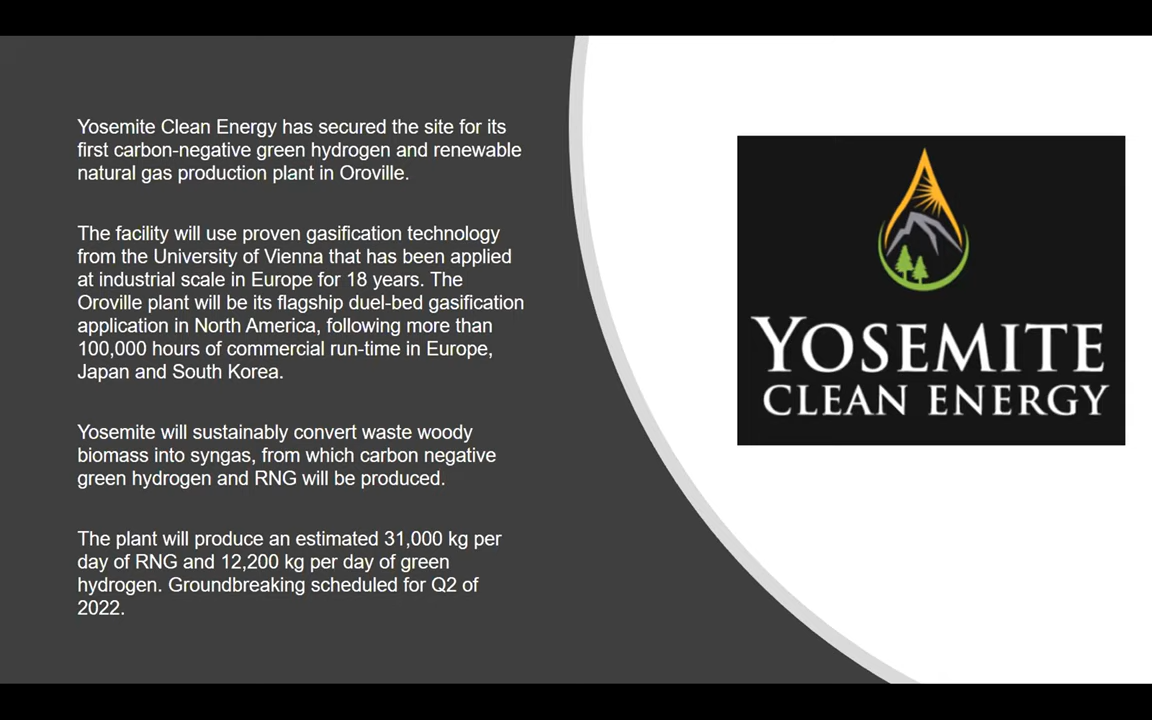 Yosemite Clean Energy has secured the site for its
first carbon-negative green hydrogen and renewable
natural gas production plant in Oroville.
The facility will use proven gasification technology
from the University of Vienna that has been applied
at industrial scale in Europe for 18 years. The
Oroville plant will be its flagship duel-bed gasification
application in North America, following more than
100,000 hours of commercial run-time in Europe,
Japan and South Korea.
Yosemite will sustainably convert waste woody
biomass into syngas, from which carbon negative
green hydrogen and RNG will be produced.
The plant will produce an estimated 31,000 kg per
day of RNG and 12,200 kg per day of green
hydrogen. Groundbreaking scheduled for Q2 of
2022.
YOSEMITE
CLEAN ENERGY